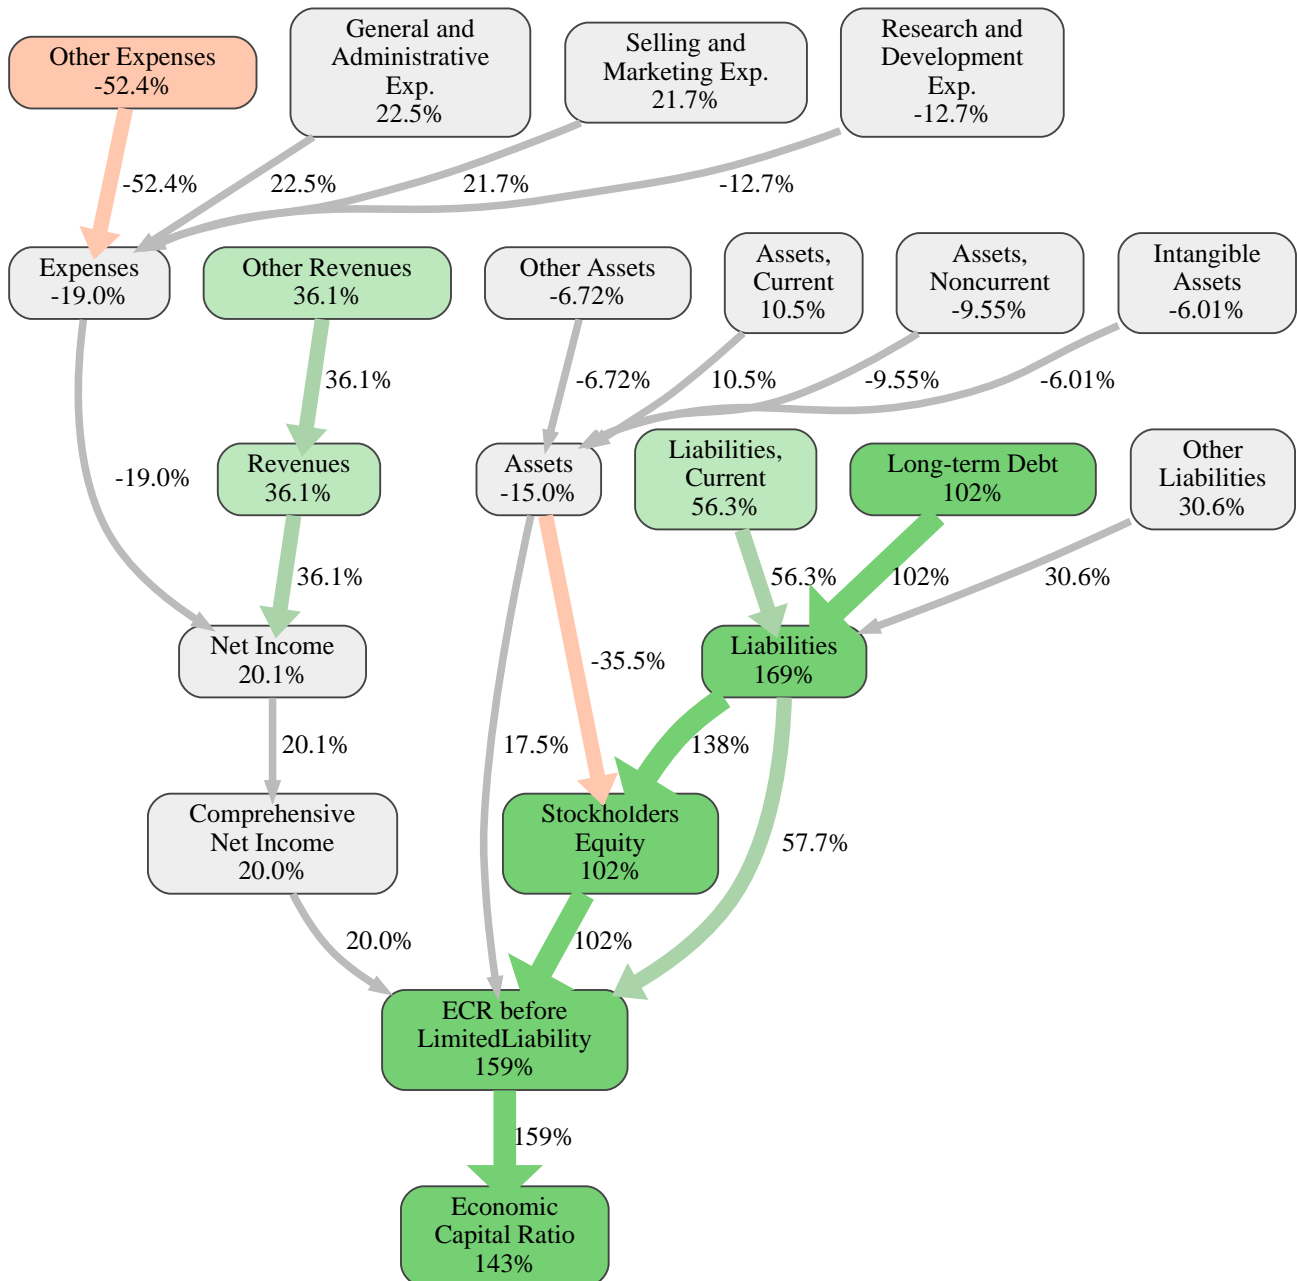 Other Expenses
-52.4%
General and
Administrative
Exp.
22.5%
Selling and
Marketing Exp.
21.7%
Research and
Development
Exp.
-12.7%
-52.4%
22.5%
21.7%
-12.7%
Expenses
-19.0%
Other Revenues
36.1%
Other Assets
-6.72%
Assets,
Current
10.5%
Assets,
Noncurrent
-9.55%
Intangible
Assets
-6.01%
36.1%
-6.72%
10.5%
-9.55%
-6.01%
-19.0%
Revenues
36.1%
Assets
-15.0%
Liabilities,
Current
56.3%
Long-term Debt
102%
Other
Liabilities
30.6%
36.1%
56.3%
102%
30.6%
Net Income
20.1%
-35.5%
Liabilities
169%
20.1%
17.5%
138%
Comprehensive
Net Income
20.0%
Stockholders
Equity
102%
57.7%
20.0%
102%
ECR before
LimitedLiability
159%
159%
Economic
Capital Ratio
143%